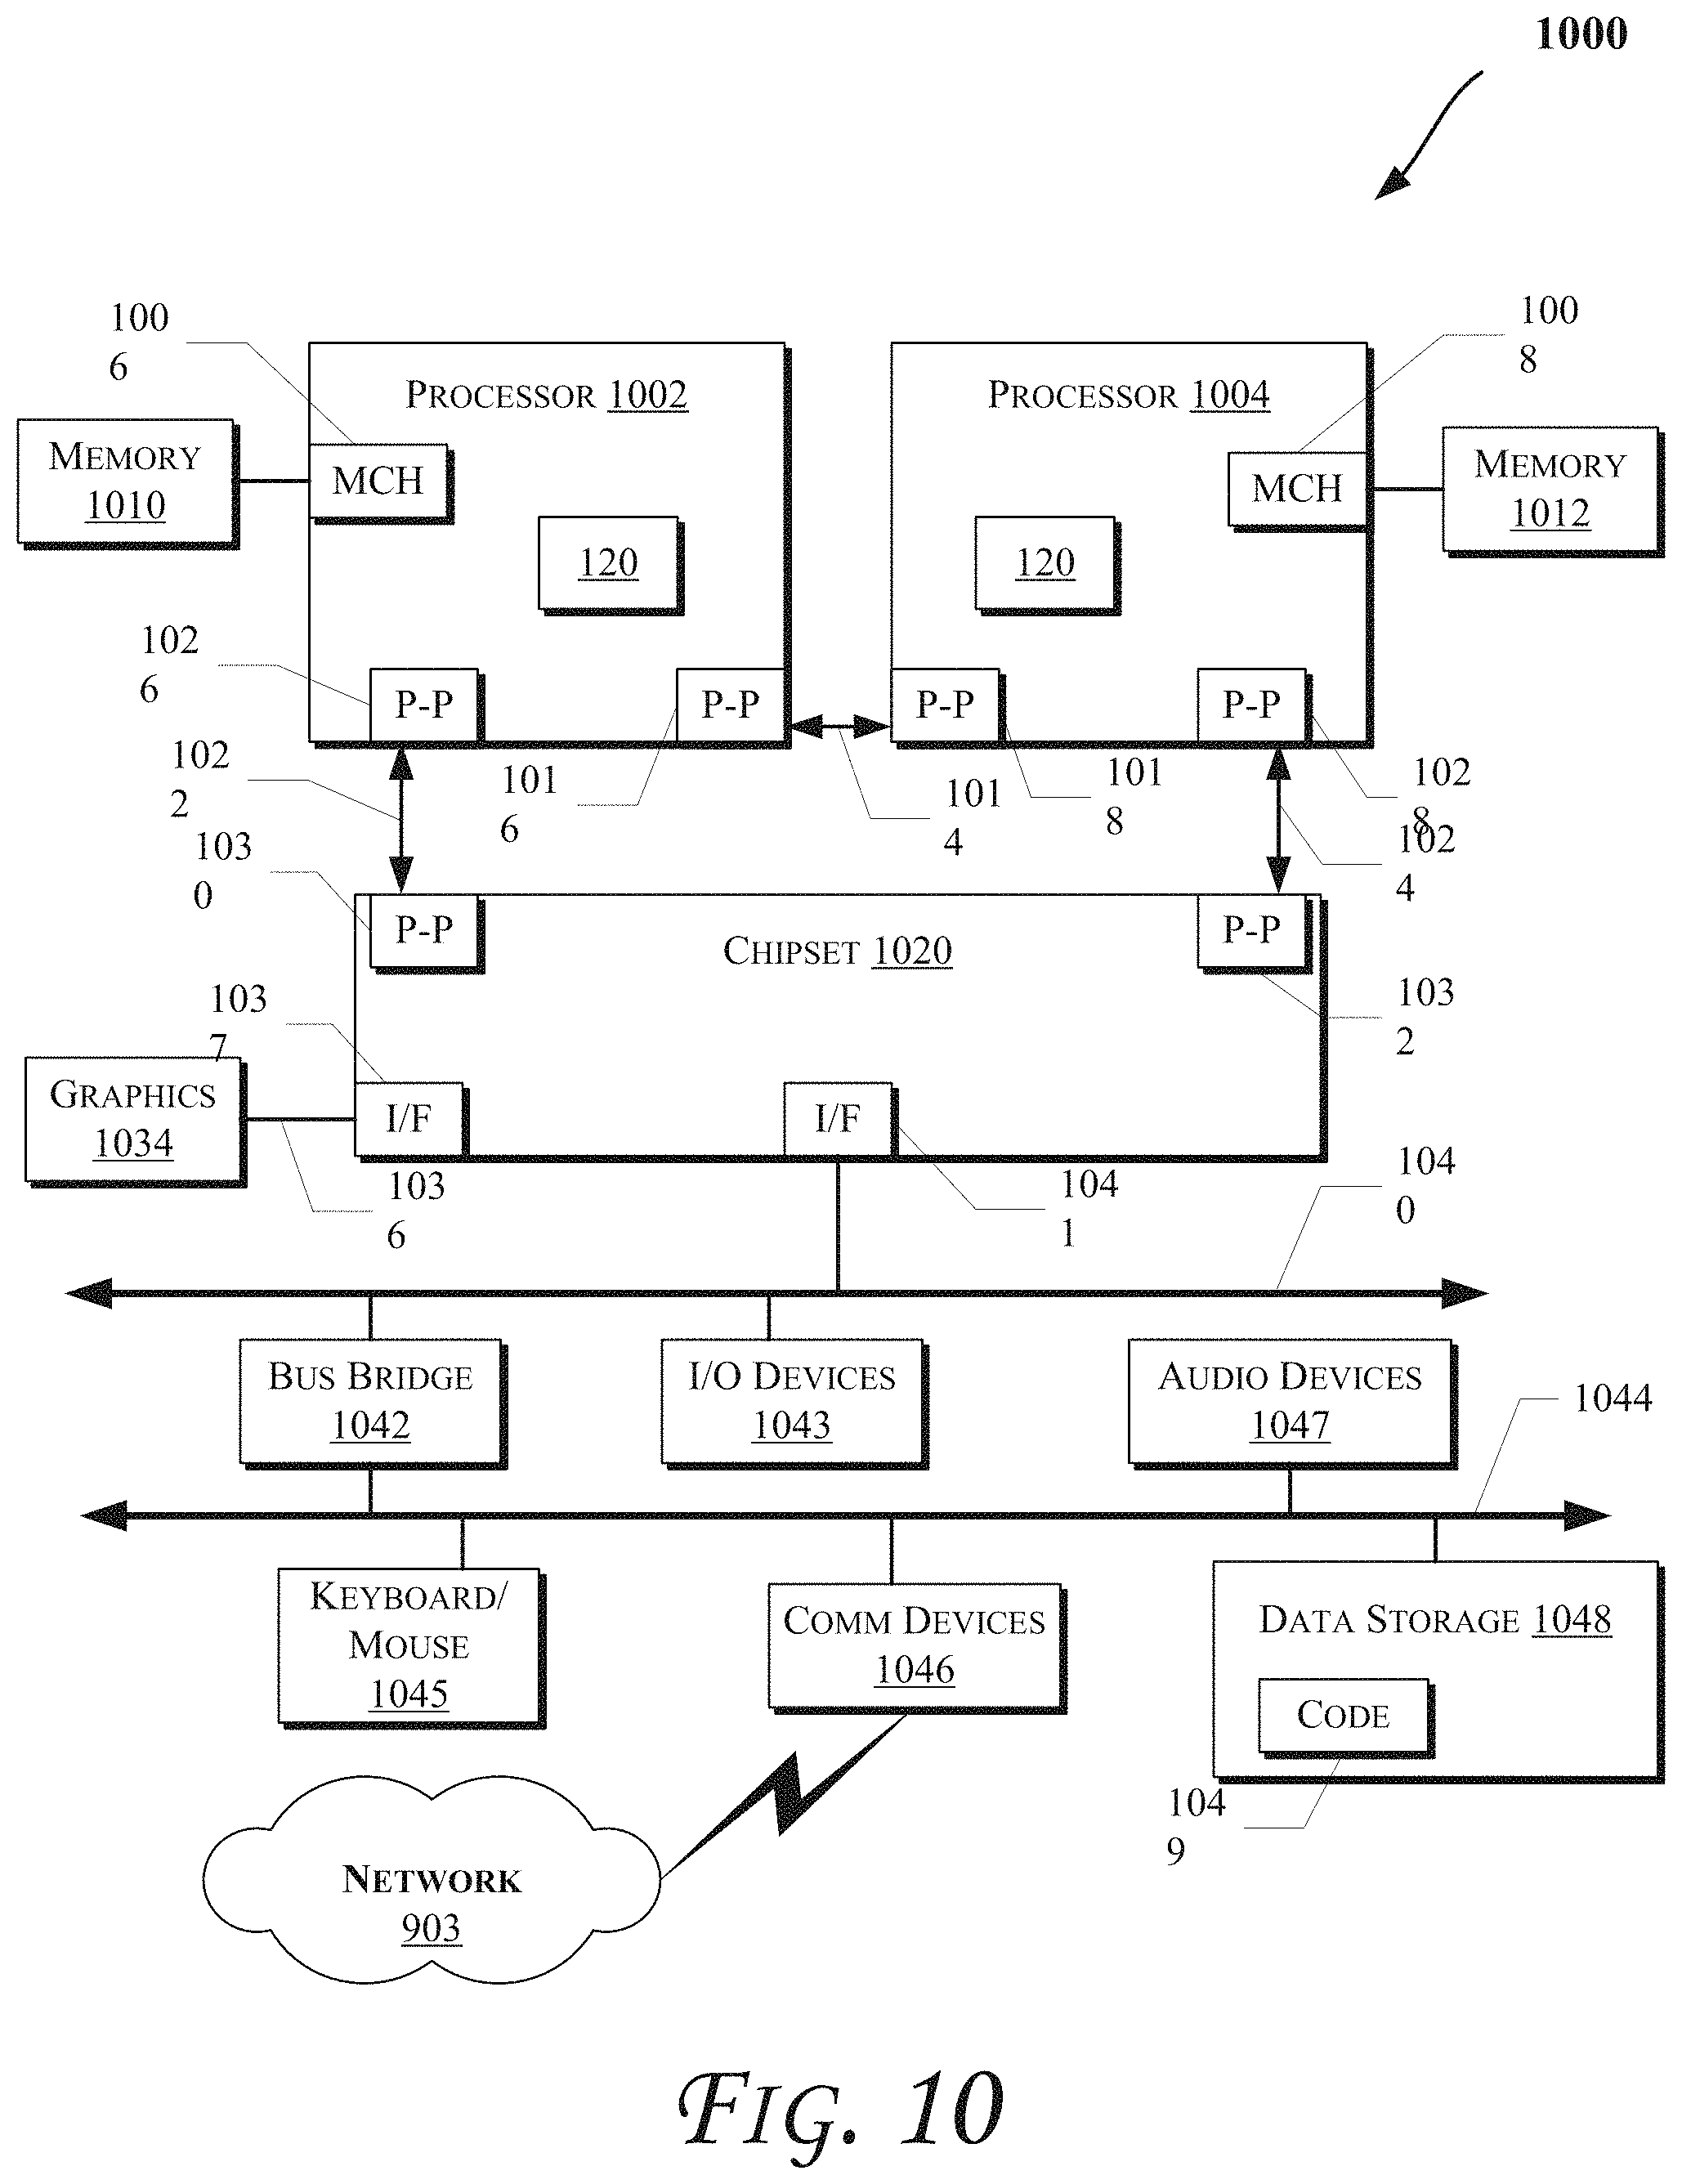 1000
100
6
PROCESSOR 1002
PROCESSOR 1004
100
8
MEMORY
1010
MCH
120
120
MCH
MEMORY
1012
102
6
P-P
P-P
P-P
P-P
102
2
101
6
101
4
101
8
102
8
102
4
103
0
P-P
CHIPSET 1020
P-P
103
7
103
2
GRAPHICS
1034
I/F
I/F
103
6
104
1
104
0
BUS BRIDGE
1042
I/O DEVICES
1043
AUDIO DEVICES
1047
1044
KEYBOARD/
MOUSE
1045
COMM DEVICES
1046
DATA STORAGE 1048
CODE
104
9
NETWORK
903
FIG. 10